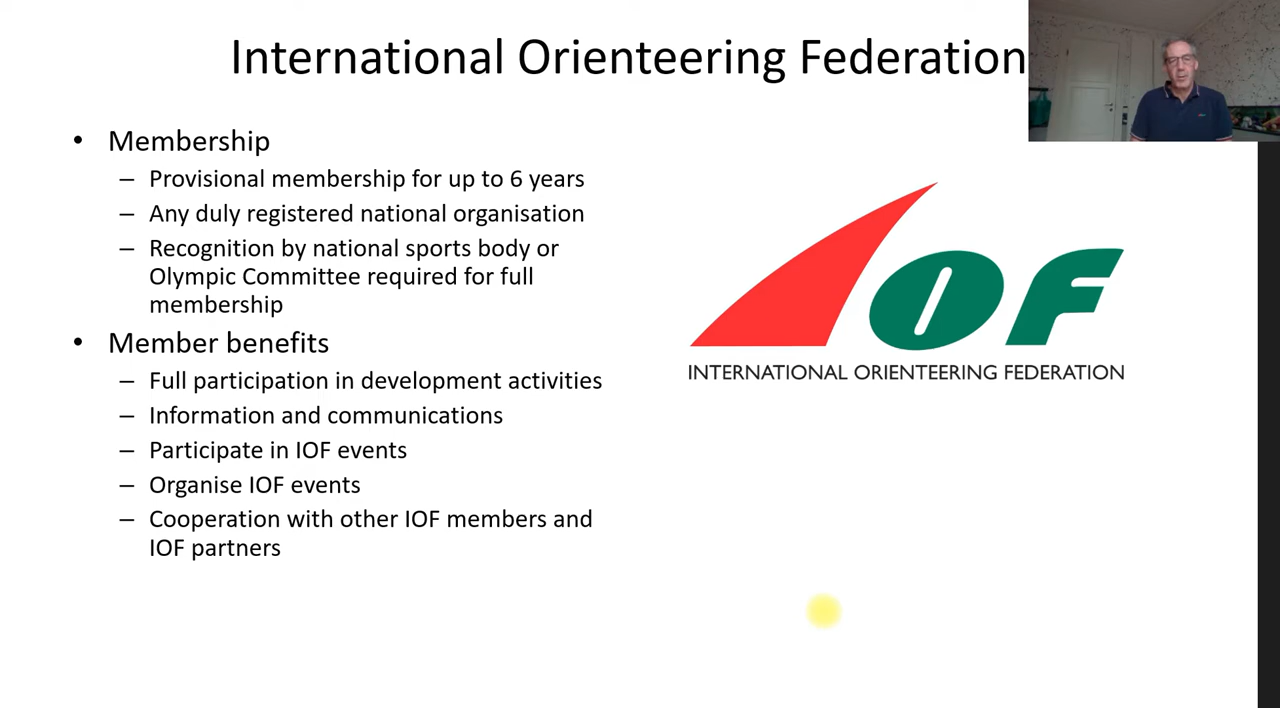 International Orienteering Federation
• Membership
– Provisional membership for up to 6 years
– Any duly registered national organisation
– Recognition by national sports body or
Olympic Committee required for full
membership
• Member benefits
– Full participation in development activities
– Information and communications
– Participate in IOF events
– Organise IOF events
– Cooperation with other IOF members and
IOF partners
IOF
INTERNATIONAL ORIENTEERING FEDERATION